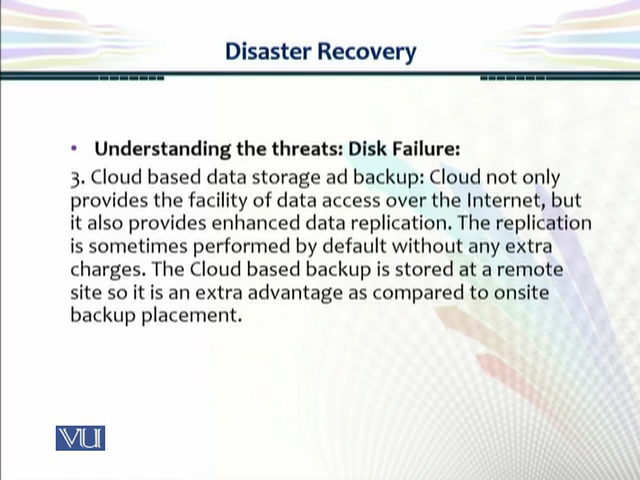 Disaster Recovery
• Understanding the threats: Disk Failure:
3. Cloud based data storage ad backup: Cloud not only
provides the facility of data access over the Internet, but
it also provides enhanced data replication. The replication
is sometimes performed by default without any extra
charges. The Cloud based backup is stored at a remote
site so it is an extra advantage as compared to onsite
backup placement.
VU